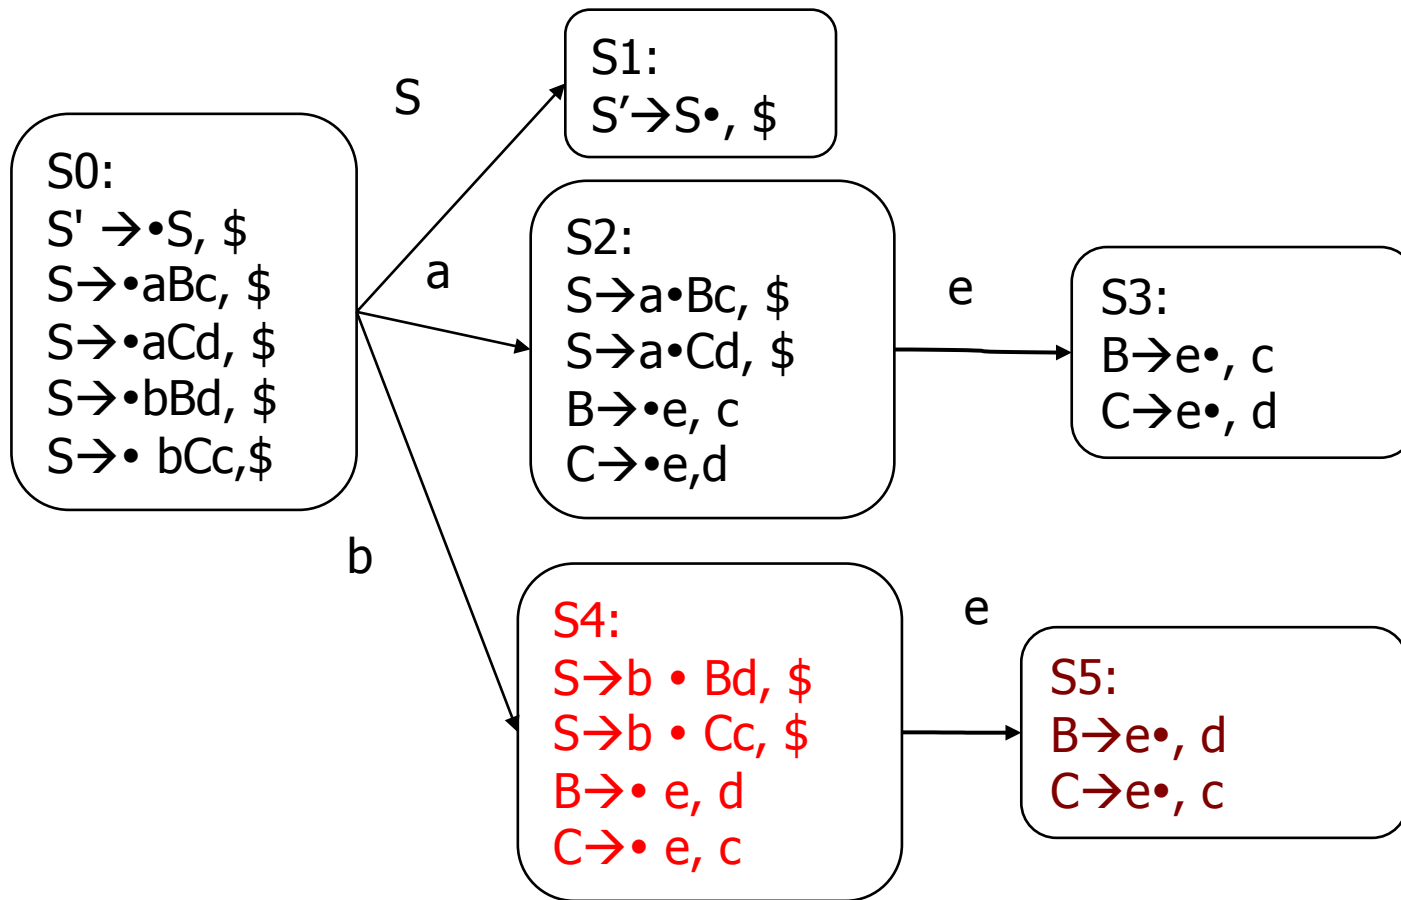 S
S1:
S′→S•, $
S0:
S' →•S, $
S→•aBc, $
S→•aCd, $
S→•bBd, $
S→• bCc,$
a
S2:
S→a•Bc, $
S→a•Cd, $
B→•e, c
C→•e,d
e
S3:
B→e•, c
C→e•, d
b
S4:
S→b • Bd, $
S→b • Cc, $
B→• e, d
C→• e, c
e
S5:
B→e•, d
C→e•, c